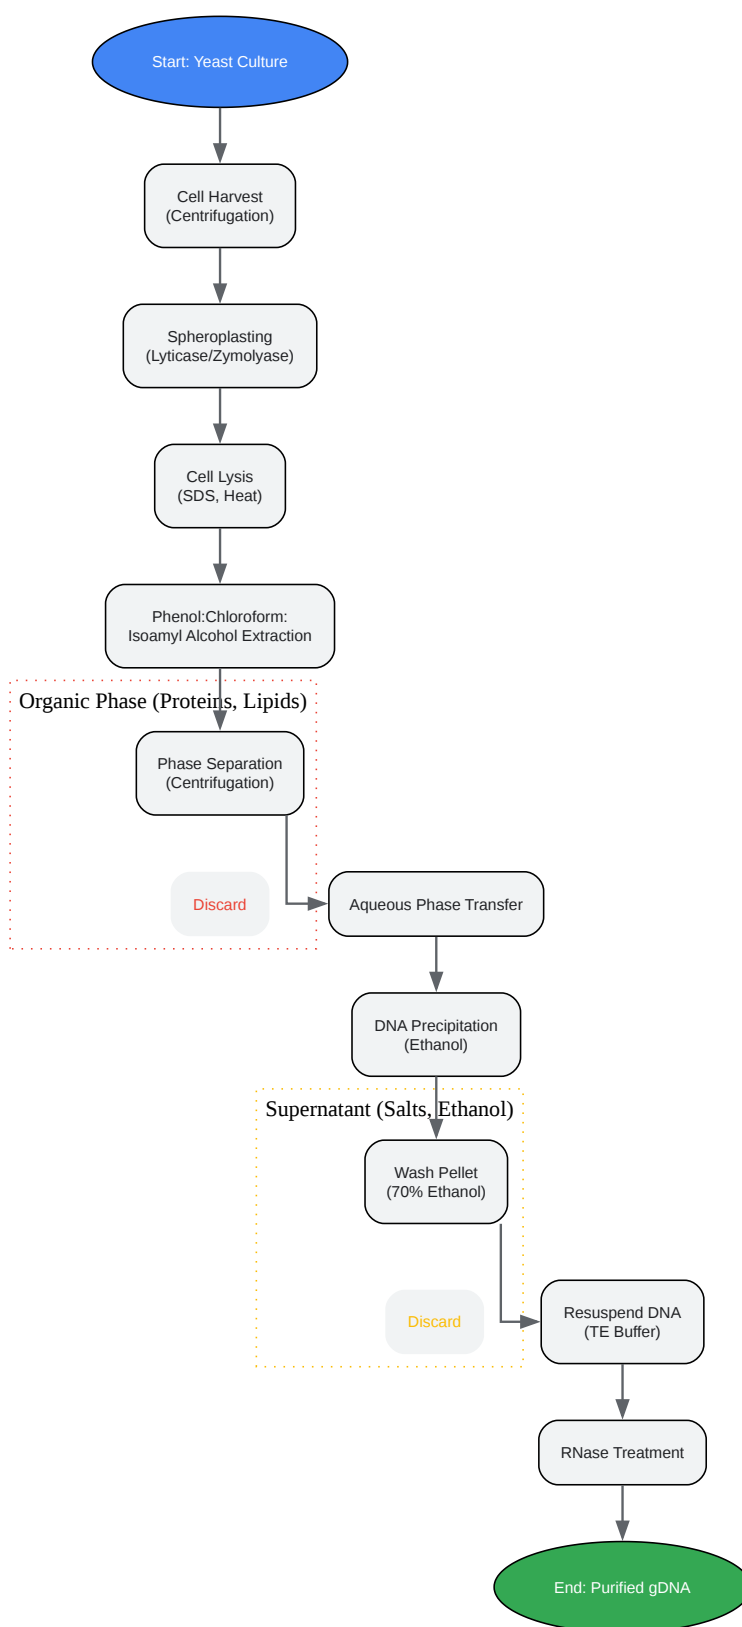 Start: Yeast Culture
Cell Harvest
(Centrifugation)
Spheroplasting
(Lyticase/Zymolyase)
Cell Lysis
(SDS, Heat)
Phenol:Chloroform:
Isoamyl Alcohol Extraction
Organic Phase (Proteins, Lipids)
Phase Separation
(Centrifugation)
Discard
Aqueous Phase Transfer
DNA Precipitation
(Ethanol)
Supernatant (Salts, Ethanol)
Wash Pellet
(70% Ethanol)
Discard
Resuspend DNA
(TE Buffer)
RNase Treatment
End: Purified gDNA